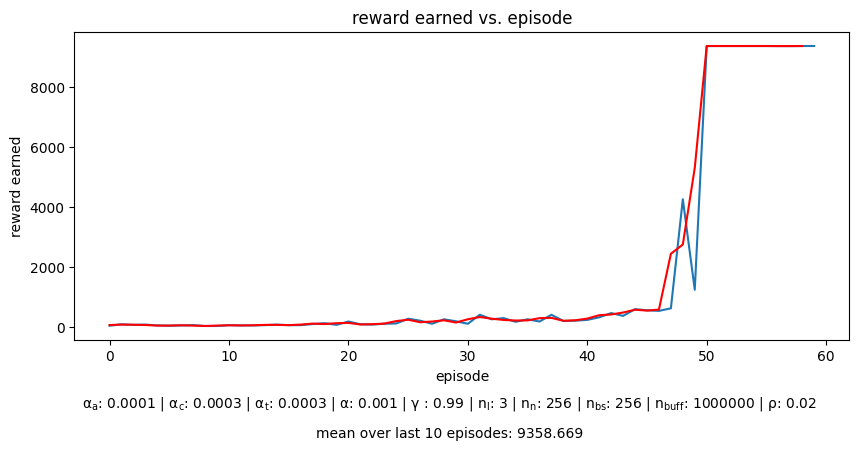 reward earned vs. episode
reward earned
8000
6000
4000
2000
0
0 10 20 30 40 50 60
episode
αₐ: 0.0001 | α_c: 0.0003 | αₜ: 0.0003 | α: 0.001 | γ : 0.99 | nₗ: 3 | nₙ: 256 | n_bs: 256 | n_buff: 1000000 | ρ: 0.02
mean over last 10 episodes: 9358.669